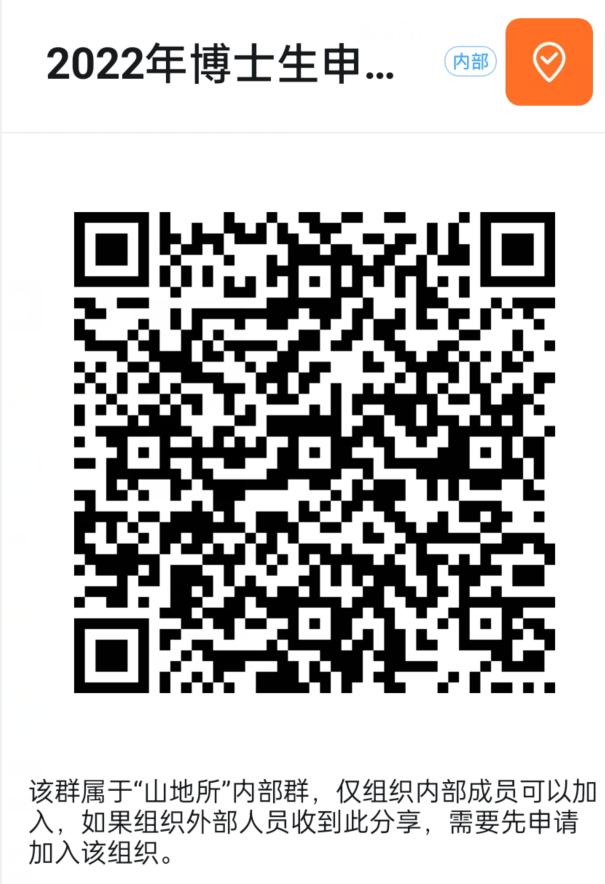 2022年博士生申...
内部
该群属于“山地所”内部群，仅组织内部成员可以加
入，如果组织外部人员收到此分享，需要先申请
加入该组织。